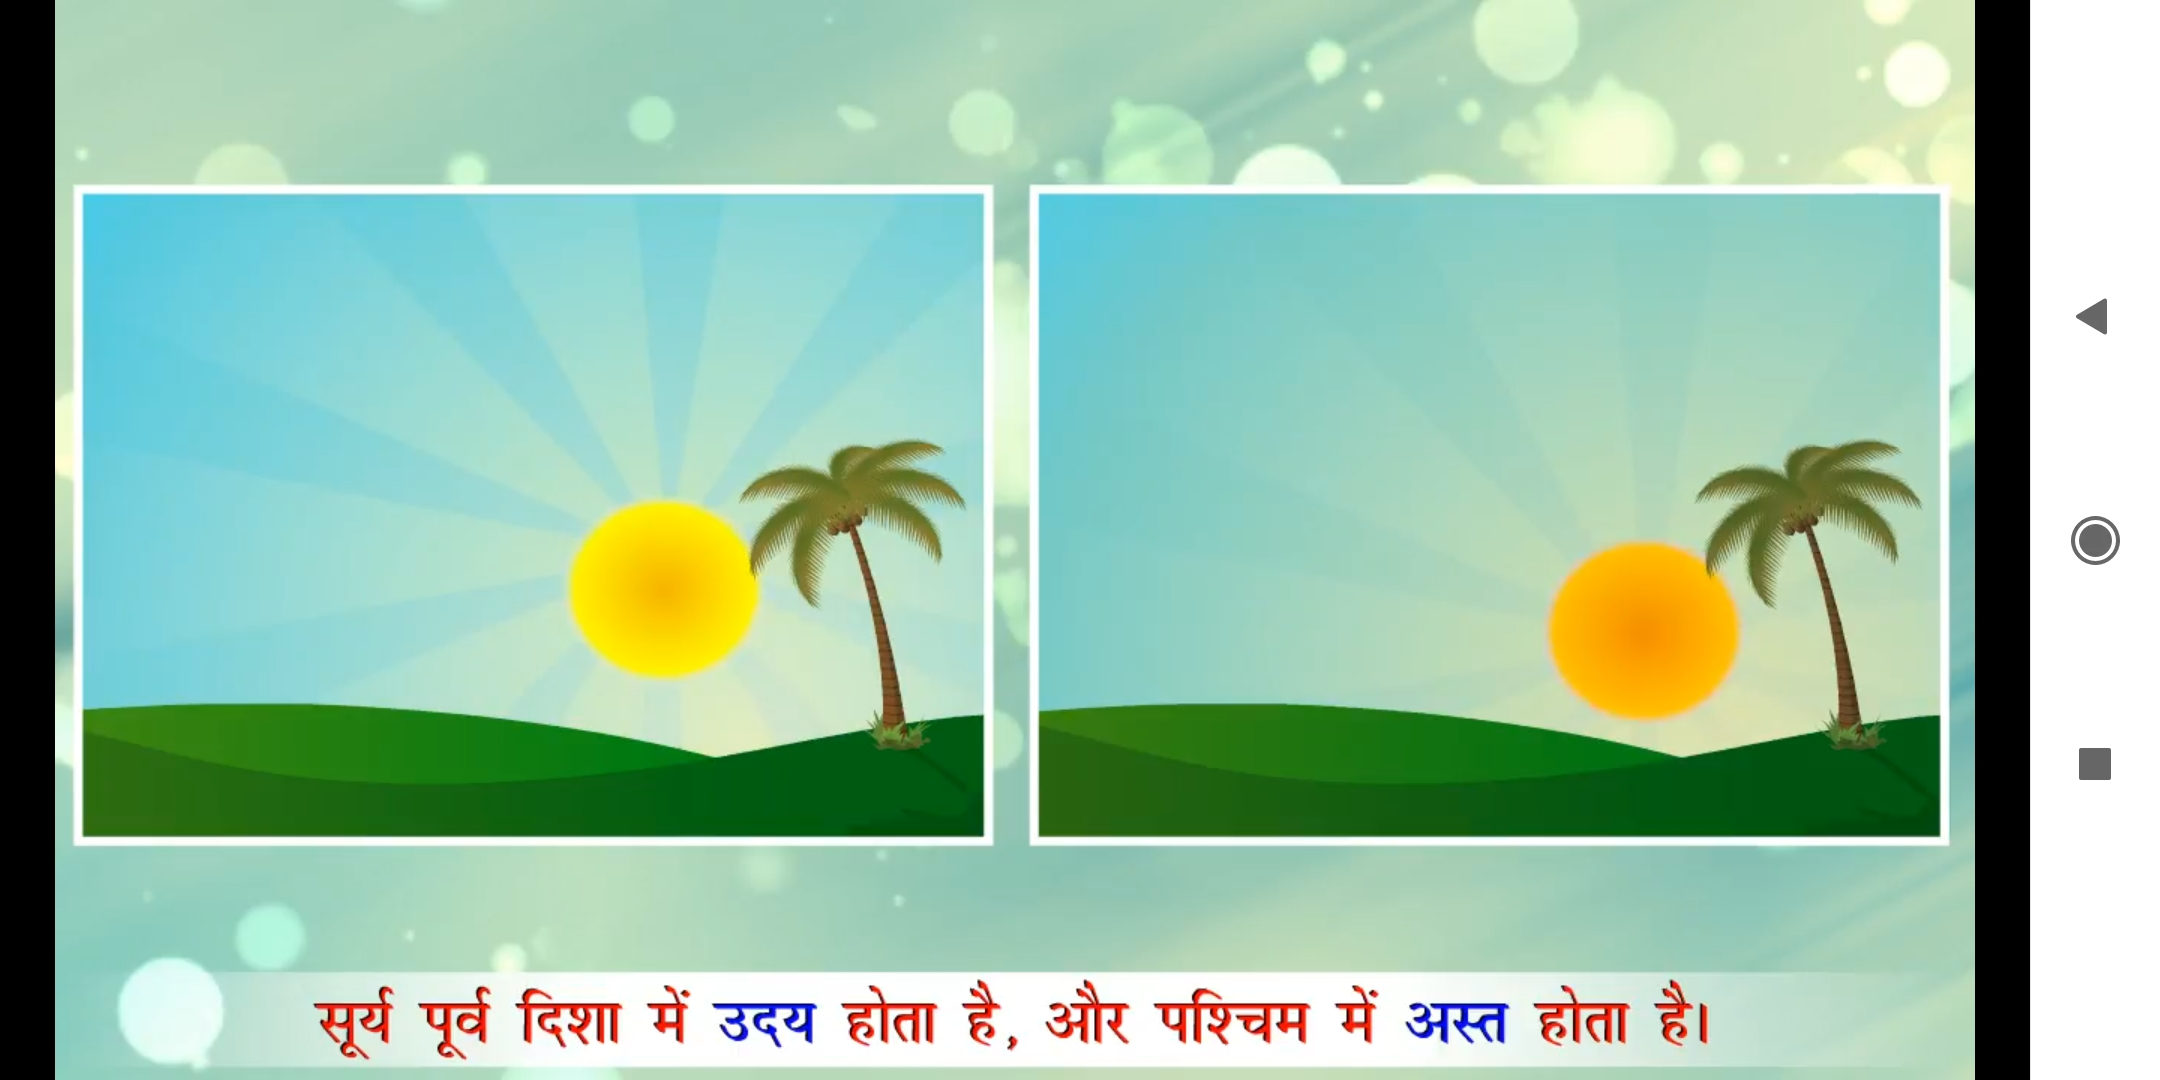 सूर्य पूर्व दिशा में उदय होता है, और पश्चिम में अस्त होता है।